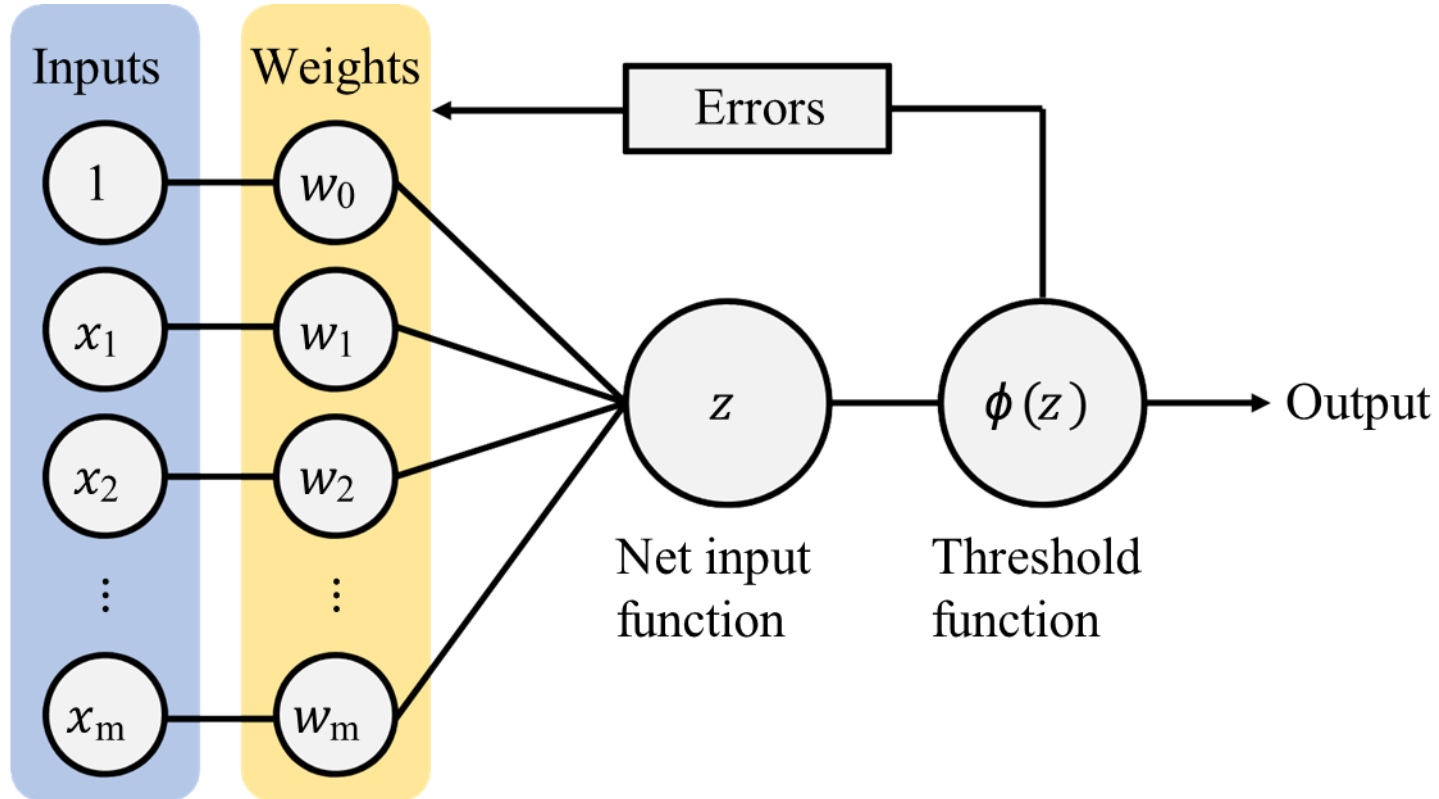 Inputs
Weights
Errors
1
w₀
x₁
w₁
x₂
w₂
z
ϕ(z)
Output
Net input
function
Threshold
function
⋮
⋮
xₘ
wₘ